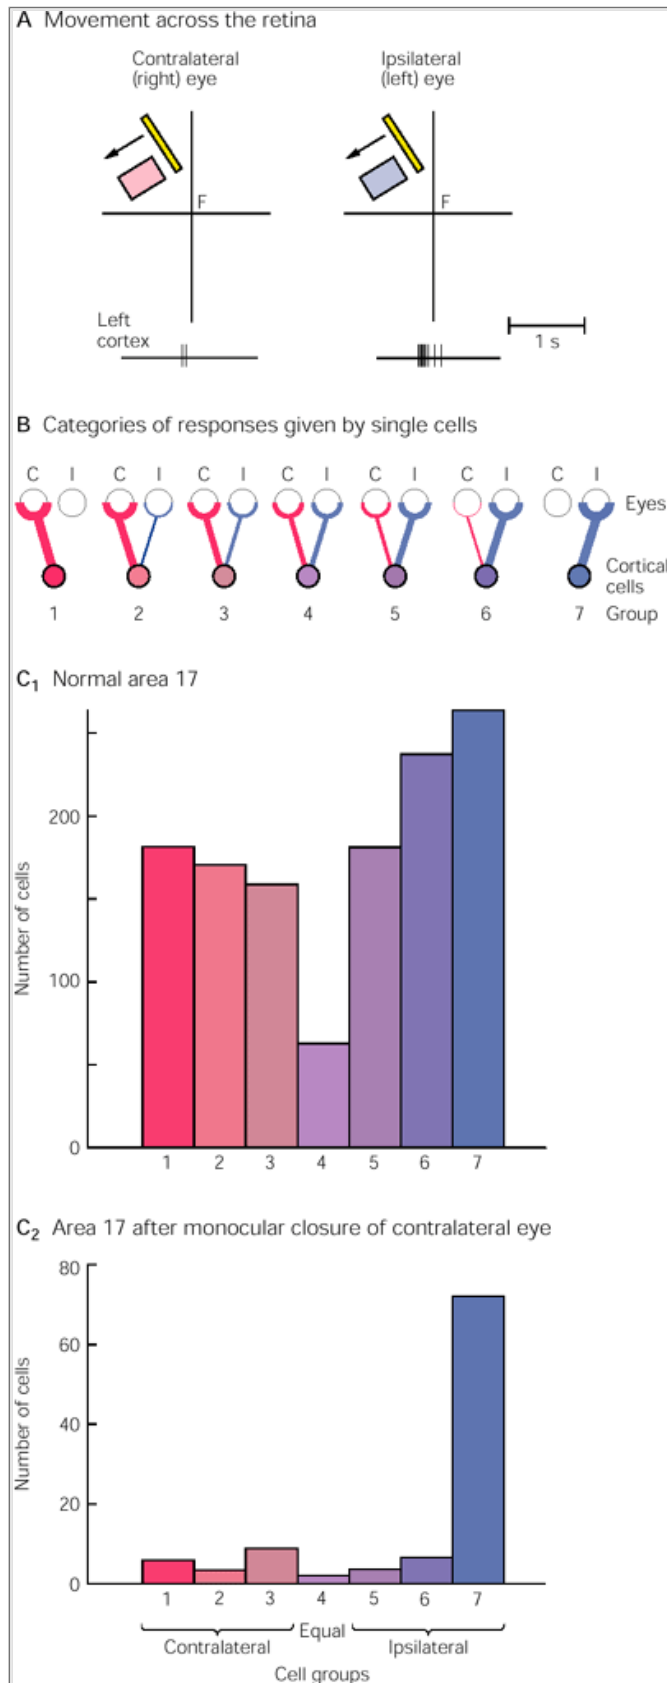 A Movement across the retina
Contralateral
(right) eye
Ipsilateral
(left) eye
F
F
Left
cortex
1 s
B Categories of responses given by single cells
C I C I C I C I C I C I C I
Eyes
Cortical
cells
1 2 3 4 5 6 7 Group
C1 Normal area 17
Number of cells
200
100
0
1 2 3 4 5 6 7
C2 Area 17 after monocular closure of contralateral eye
Number of cells
80
60
40
20
0
1 2 3 4 5 6 7
Contralateral
Equal
Ipsilateral
Cell groups